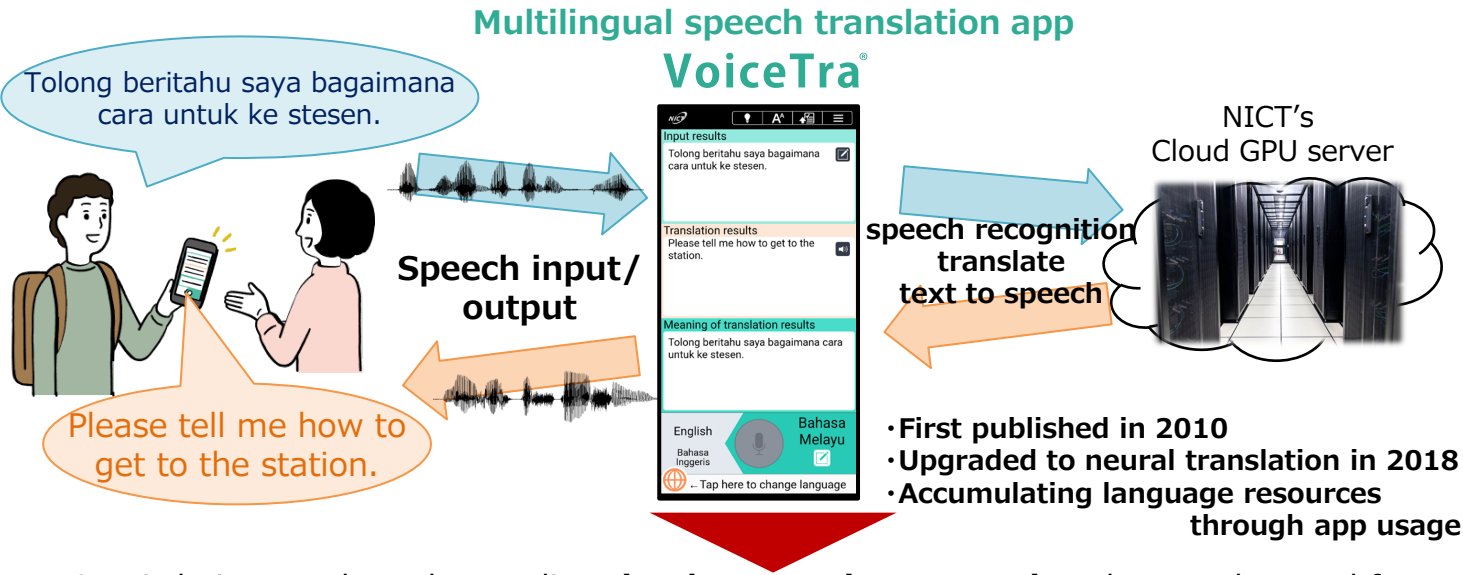 Multilingual speech translation app
VoiceTra®
Tolong beritahu saya bagaimana
cara untuk ke stesen.
Please tell me how to
get to the station.
Speech input/
output
NICT
AA
Input results
Tolong beritahu saya bagaimana
cara untuk ke stesen.
Translation results
Please tell me how to get to the
station.
Meaning of translation results
Tolong beritahu saya bagaimana cara
untuk ke stesen.
English
Bahasa
Inggeris
Bahasa
Melayu
←Tap here to change language
NICT’s
Cloud GPU server
speech recognition
translate
text to speech
・First published in 2010
・Upgraded to neural translation in 2018
・Accumulating language resources
through app usage